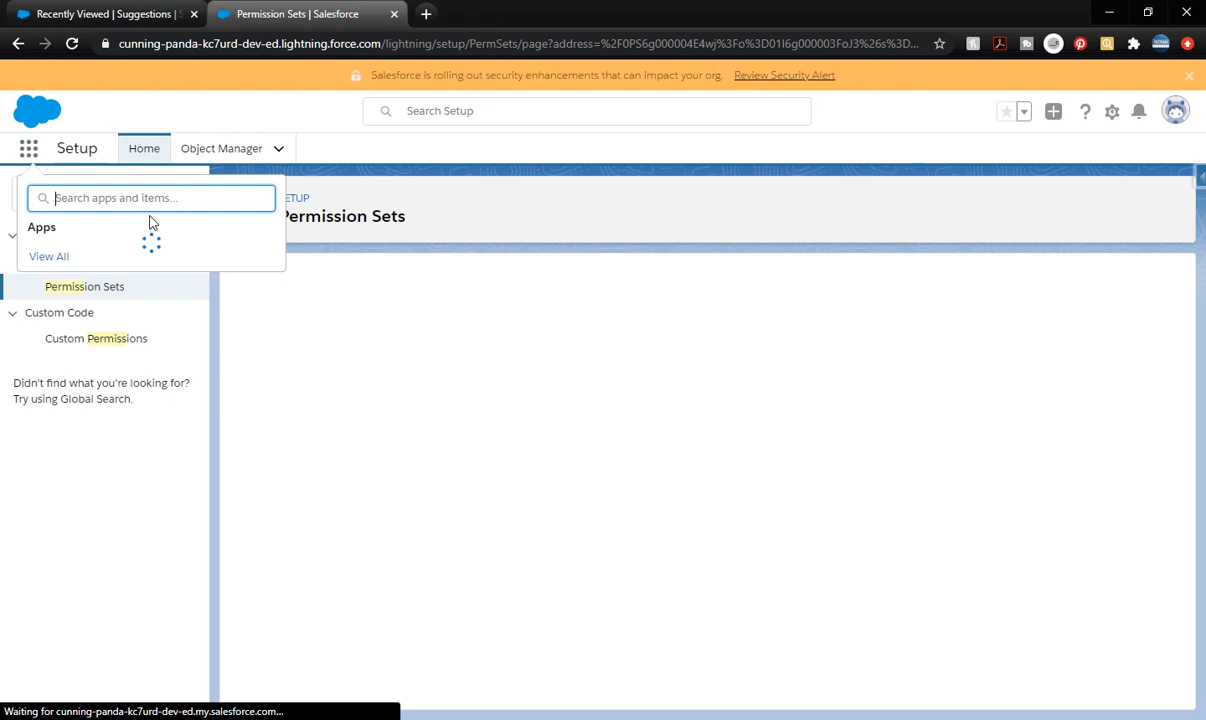 Recently Viewed | Suggestions |
Permission Sets | Salesforce
cunning-panda-kc7urd-dev-ed.lightning.force.com/lightning/setup/PermSets/page?address=%2F0PS6g000004E4wj%3Fo%3D01I6g000003FoJ3%26s%3D...
Salesforce is rolling out security enhancements that can impact your org. Review Security Alert
Search Setup
Setup
Home
Object Manager
Search apps and items...
Apps
View All
ETUP
Permission Sets
Permission Sets
Custom Code
Custom Permissions
Didn't find what you're looking for?
Try using Global Search.
Waiting for cunning-panda-kc7urd-dev-ed.my.salesforce.com...